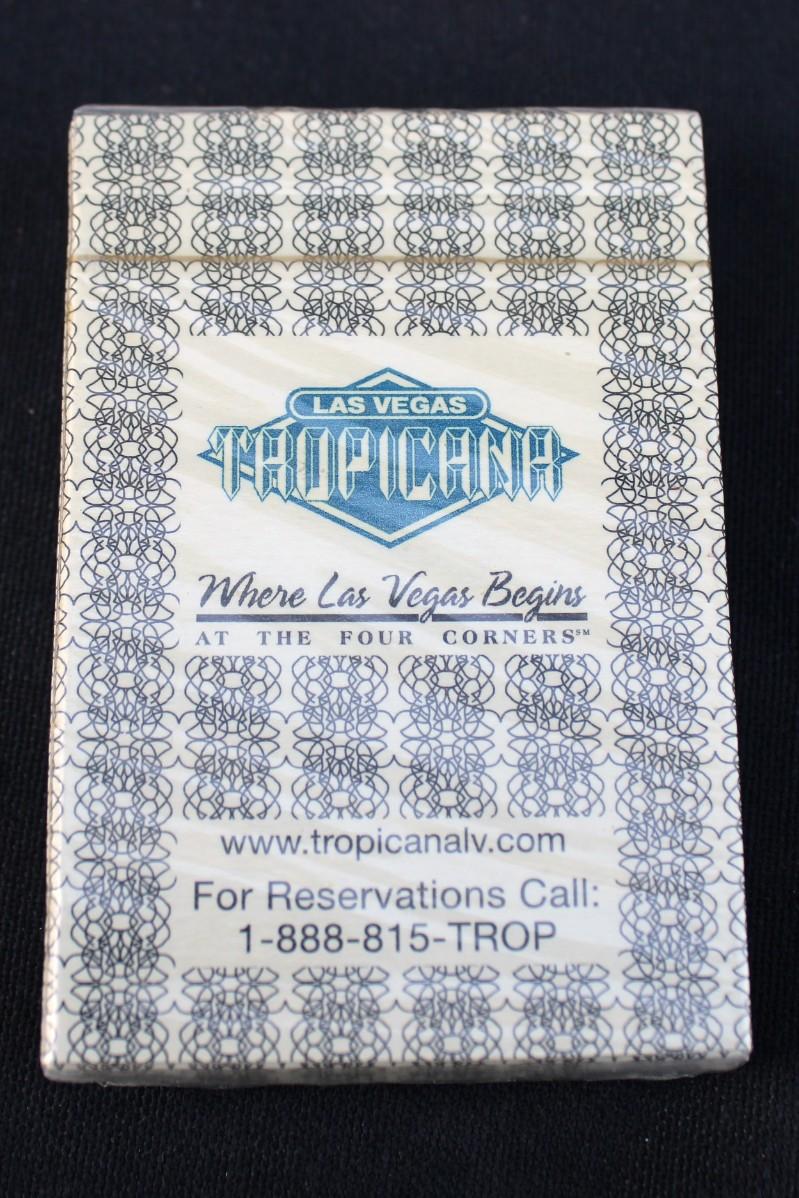 LAS VEGAS
TROPICANA
Where Las Vegas Begins
AT THE FOUR CORNERS℠
www.tropicanalv.com
For Reservations Call:
1-888-815-TROP